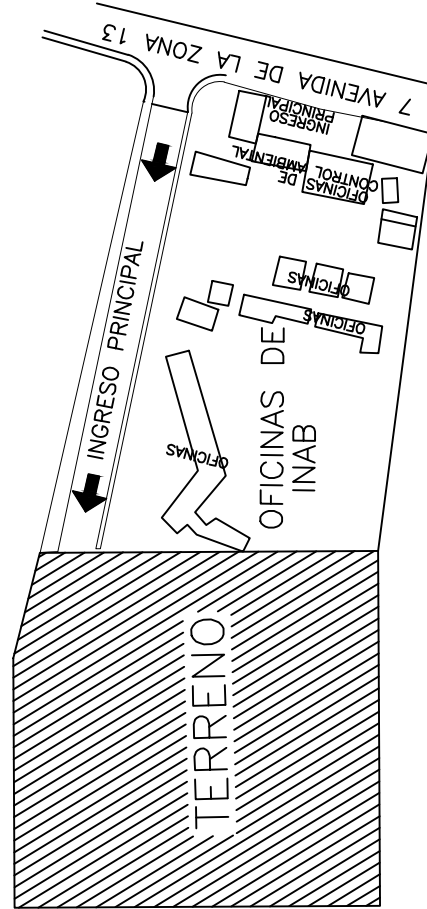 7 AVENIDA DE LA ZONA 13
INGRESO
PRINCIPAL
OFICINAS
CONTROL
DE
AMBIENTAL
INGRESO PRINCIPAL
OFICINAS
OFICINAS
OFICINAS
OFICINAS DE
INAB
TERRENO